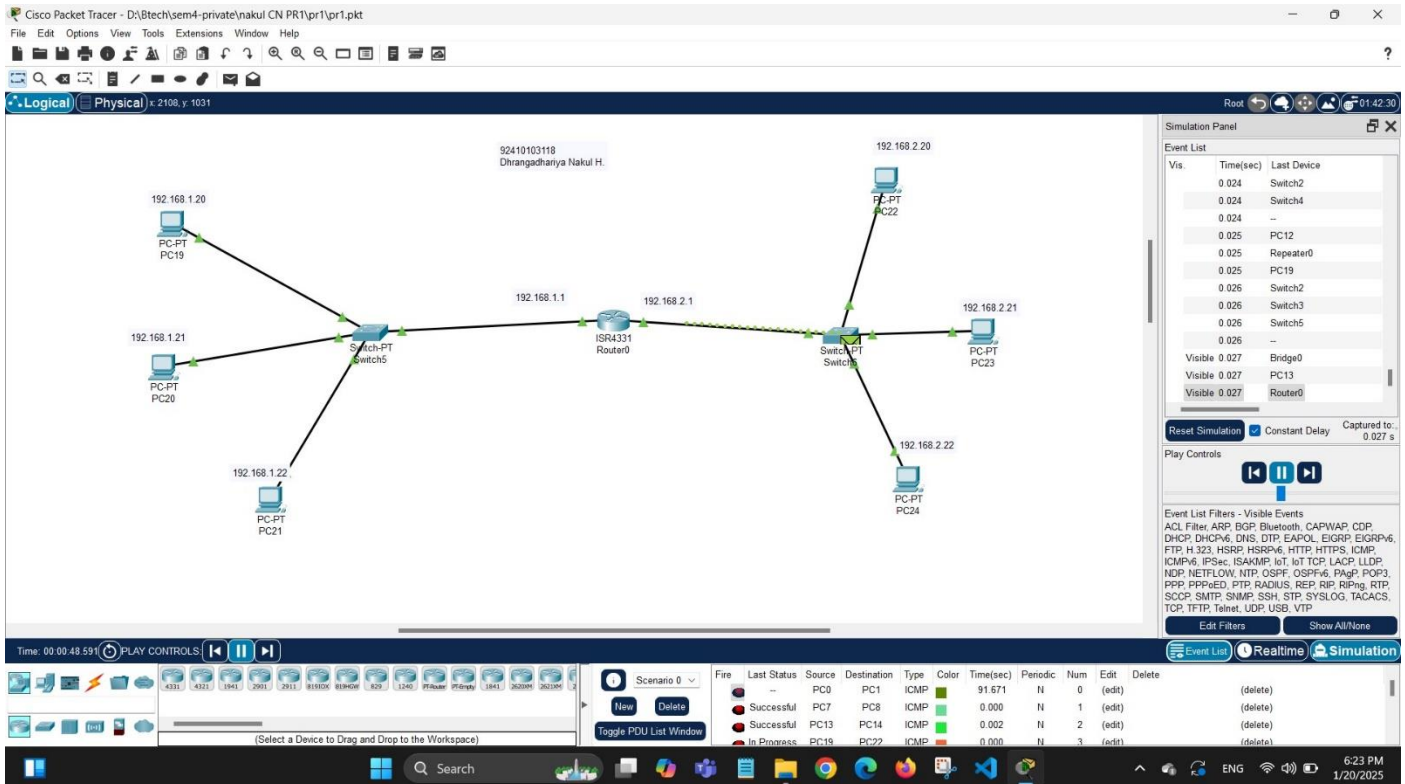 Cisco Packet Tracer - D:\Btech\sem4-private\nakul CN PR1\pr1\pr1.pkt
File Edit Options View Tools Extensions Window Help
?
Logical Physical x: 2108, y: 1031
Root 01:42:30
92410103118
Dhrangadhariya Nakul H.
192.168.1.20
PC-PT
PC19
192.168.1.21
PC-PT
PC20
192.168.1.22
PC-PT
PC21
Switch-PT
Switch5
192.168.1.1
192.168.2.1
ISR4331
Router0
Switch-PT
192.168.2.20
PC-PT
PC22
192.168.2.21
PC-PT
PC23
192.168.2.22
PC-PT
PC24
Simulation Panel
Event List
Vis. Time(sec) Last Device
0.024 Switch2
0.024 Switch4
0.024 --
0.025 PC12
0.025 Repeater0
0.025 PC19
0.026 Switch2
0.026 Switch3
0.026 Switch5
0.026 --
Visible 0.027 Bridge0
Visible 0.027 PC13
Visible 0.027 Router0
Reset Simulation Constant Delay Captured to:
0.027 s
Play Controls
Event List Filters - Visible Events
ACL Filter, ARP, BGP, Bluetooth, CAPWAP, CDP,
DHCP, DHCPv6, DNS, DTP, EAPOL, EIGRP, EIGRPv6,
FTP, H.323, HSRP, HSRPv6, HTTP, HTTPS, ICMP,
ICMPv6, IPSec, ISAKMP, IoT, IoT TCP, LACP, LLDP,
NDP, NETFLOW, NTP, OSPF, OSPFv6, PAgP, POP3,
PPP, PPPoED, PTP, RADIUS, REP, RIP, RIPng, RTP,
SCCP, SMTP, SNMP, SSH, STP, SYSLOG, TACACS,
TCP, TFTP, Telnet, UDP, USB, VTP
Edit Filters Show All/None
Time: 00:00:48.591 PLAY CONTROLS:
Event List Realtime Simulation
4331 4321 1941 2901 2911 819IOX 819HGW 829 1240 PT-Router PT-Empty 1841 2620XM 2621XM
(Select a Device to Drag and Drop to the Workspace)
Scenario 0
New Delete
Toggle PDU List Window
Fire Last Status Source Destination Type Color Time(sec) Periodic Num Edit Delete
-- PC0 PC1 ICMP 91.671 N 0 (edit) (delete)
Successful PC7 PC8 ICMP 0.000 N 1 (edit) (delete)
Successful PC13 PC14 ICMP 0.002 N 2 (edit) (delete)
In Progress PC19 PC22 ICMP 0.000 N 3 (edit) (delete)
Search
ENG
6:23 PM
1/20/2025